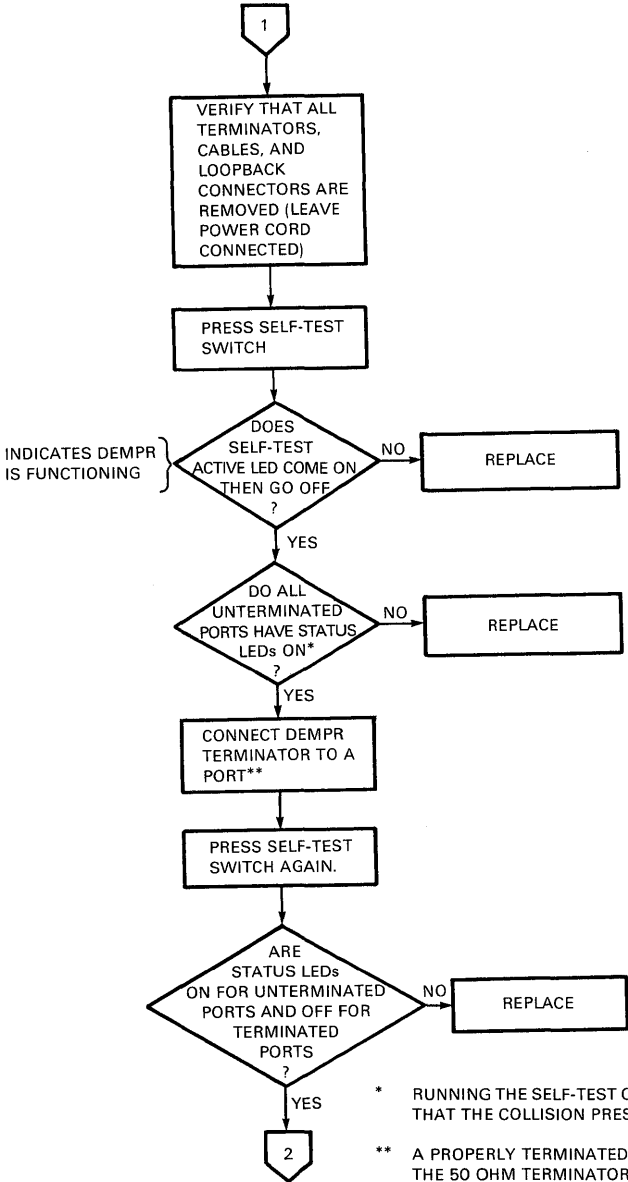 1
VERIFY THAT ALL
TERMINATORS,
CABLES, AND
LOOPBACK
CONNECTORS ARE
REMOVED (LEAVE
POWER CORD
CONNECTED)
PRESS SELF-TEST
SWITCH
INDICATES DEMPR
IS FUNCTIONING
DOES
SELF-TEST
ACTIVE LED COME ON
THEN GO OFF
?
NO
REPLACE
YES
DO ALL
UNTERMINATED
PORTS HAVE STATUS
LEDs ON*
?
NO
REPLACE
YES
CONNECT DEMPR
TERMINATOR TO A
PORT**
PRESS SELF-TEST
SWITCH AGAIN.
ARE
STATUS LEDs
ON FOR UNTERMINATED
PORTS AND OFF FOR
TERMINATED
PORTS
?
NO
REPLACE
YES
2
* RUNNING THE SELF-TEST
THAT THE COLLISION
** A PROPERLY TERMINATED
THE 50 OHM TERMINATOR